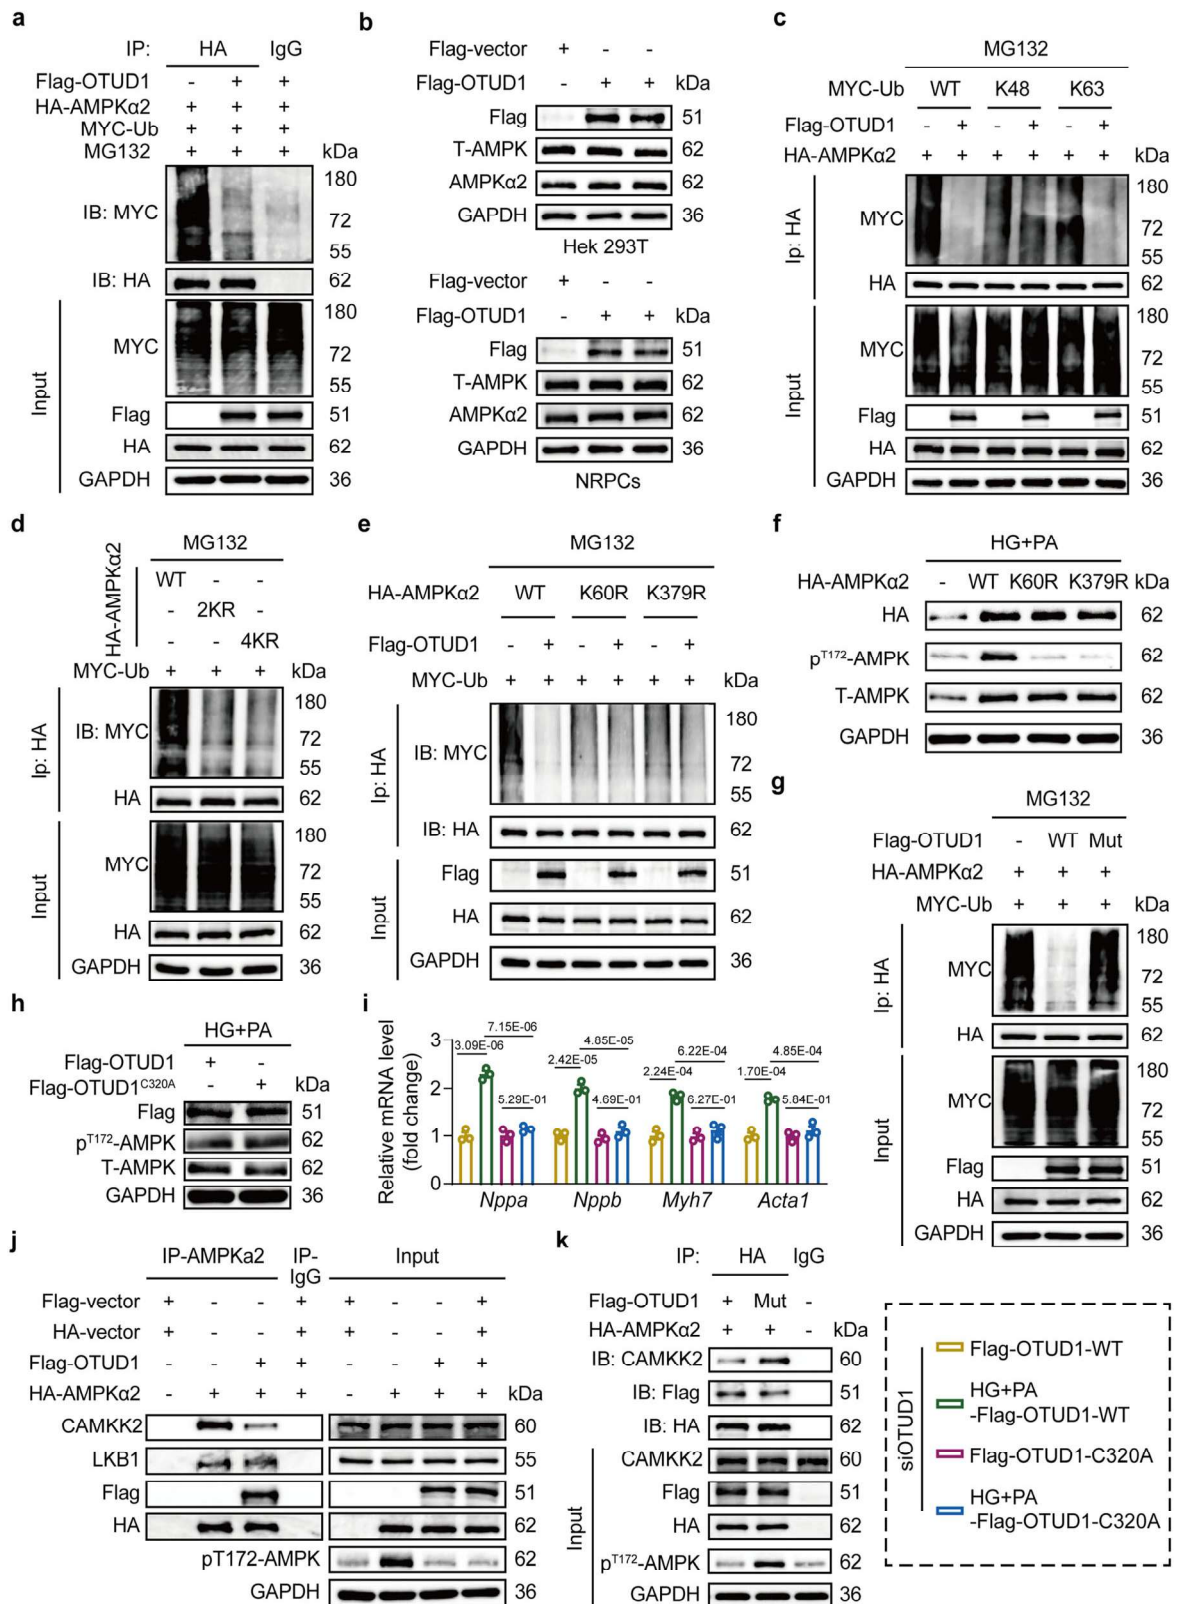 a
IP: HA IgG
Flag-OTUD1 - + +
HA-AMPKα2 + + +
MYC-Ub + + +
MG132 + + + kDa
IB: MYC 180
72
55
IB: HA 62
Input
MYC 180
72
55
Flag 51
HA 62
GAPDH 36
b
Flag-vector + - -
Flag-OTUD1 - + + kDa
Flag 51
T-AMPK 62
AMPKα2 62
GAPDH 36
Hek 293T
Flag-vector + - -
Flag-OTUD1 - + + kDa
Flag 51
T-AMPK 62
AMPKα2 62
GAPDH 36
NRPCs
c
MG132
MYC-Ub WT K48 K63
Flag-OTUD1 - + - + - +
HA-AMPKα2 + + + + + + kDa
Ip: HA
MYC 180
72
55
HA 62
Input
MYC 180
72
55
Flag 51
HA 62
GAPDH 36
d
MG132
HA-AMPKα2
WT - -
- 2KR -
- - 4KR
MYC-Ub + + + kDa
Ip: HA
IB: MYC 180
72
55
HA 62
Input
MYC 180
72
55
HA 62
GAPDH 36
e
MG132
HA-AMPKα2 WT K60R K379R
Flag-OTUD1 - + - + - +
MYC-Ub + + + + + + kDa
Ip: HA
IB: MYC 180
72
55
IB: HA 62
Input
Flag 51
HA 62
GAPDH 36
f
HG+PA
HA-AMPKα2 - WT K60R K379R kDa
HA 62
pT172-AMPK 62
T-AMPK 62
GAPDH 36
g
MG132
Flag-OTUD1 - WT Mut
HA-AMPKα2 + + +
MYC-Ub + + + kDa
Ip: HA
MYC 180
72
55
HA 62
Input
MYC 180
72
55
Flag 51
HA 62
GAPDH 36
h
HG+PA
Flag-OTUD1 + -
Flag-OTUD1C320A - + kDa
Flag 51
pT172-AMPK 62
T-AMPK 62
GAPDH 36
i
Relative mRNA level
(fold change)
3
2
1
0
7.15E-06 4.85E-05 6.22E-04 4.85E-04
3.09E-06 2.42E-05 2.24E-04 1.70E-04
5.29E-01 4.69E-01 6.27E-01 5.84E-01
Nppa Nppb Myh7 Acta1
j
IP-AMPKa2 IP-IgG Input
Flag-vector + - - + + - - +
HA-vector + - - + + - - +
Flag-OTUD1 - - + + - - + +
HA-AMPKα2 - + + + - + + + kDa
CAMKK2 60
LKB1 55
Flag 51
HA 62
pT172-AMPK 62
GAPDH 36
k
IP: HA IgG
Flag-OTUD1 + Mut -
HA-AMPKα2 + + - kDa
IB: CAMKK2 60
IB: Flag 51
IB: HA 62
Input
CAMKK2 60
Flag 51
HA 62
pT172-AMPK 62
GAPDH 36
siOTUD1
Flag-OTUD1-WT
HG+PA
-Flag-OTUD1-WT
Flag-OTUD1-C320A
HG+PA
-Flag-OTUD1-C320A